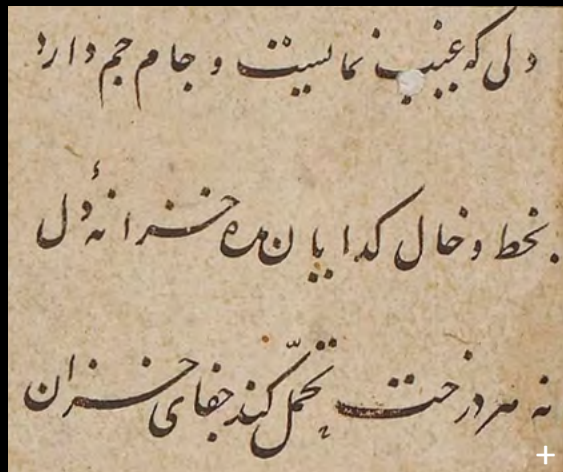 دلی که غیب نمایست و جام جم دارد
بخط و خال کدایان مده خزانهٔ دل
نه هر درخت تحمّل کند جفای خزان